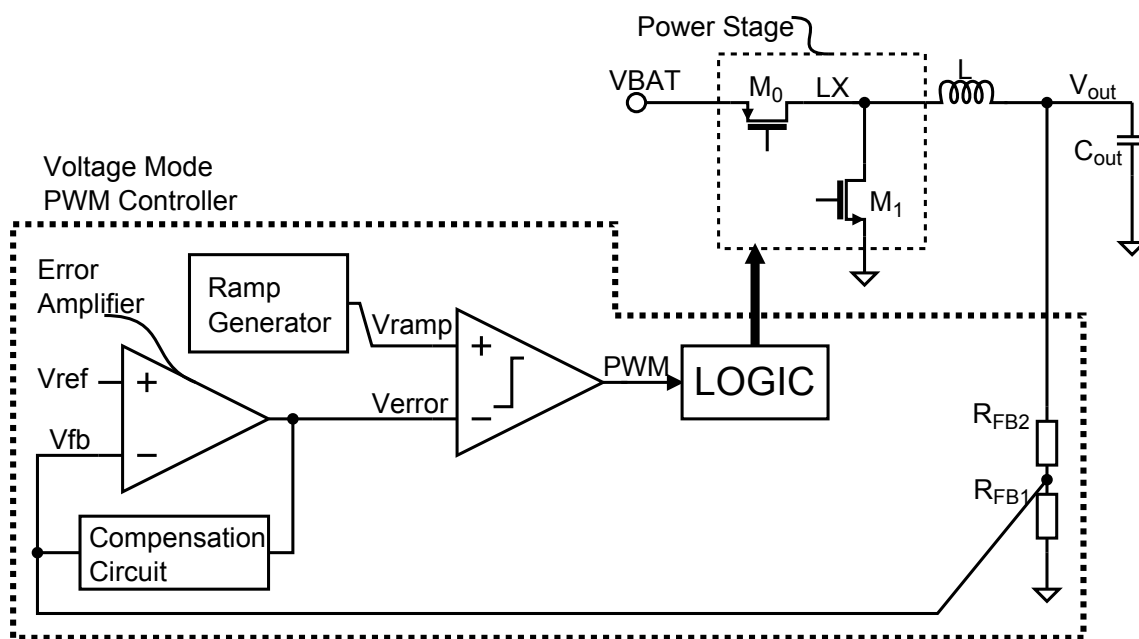 Power Stage
VBAT
M0
LX
L
Vout
Cout
M1
Voltage Mode
PWM Controller
Error
Amplifier
Ramp
Generator
Vramp
Vref
Vfb
Verror
PWM
LOGIC
RFB2
RFB1
Compensation
Circuit